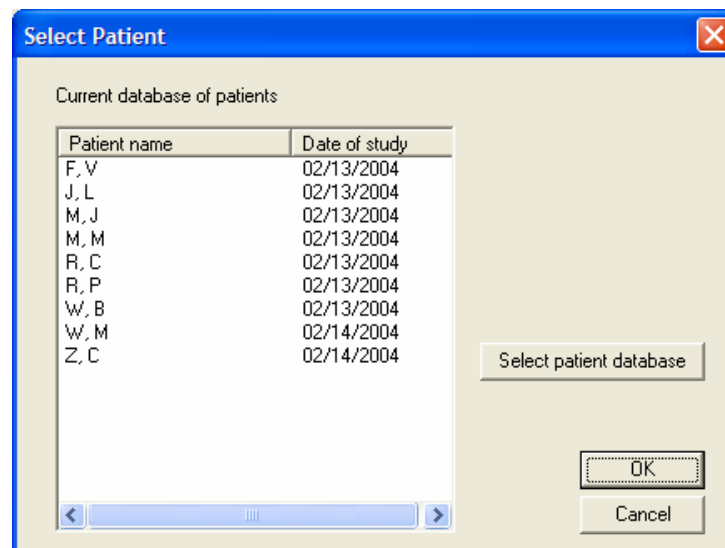 Select Patient
Current database of patients
Patient name Date of study
F, V 02/13/2004
J, L 02/13/2004
M, J 02/13/2004
M, M 02/13/2004
R, C 02/13/2004
R, P 02/13/2004
W, B 02/13/2004
W, M 02/14/2004
Z, C 02/14/2004
Select patient database
OK
Cancel